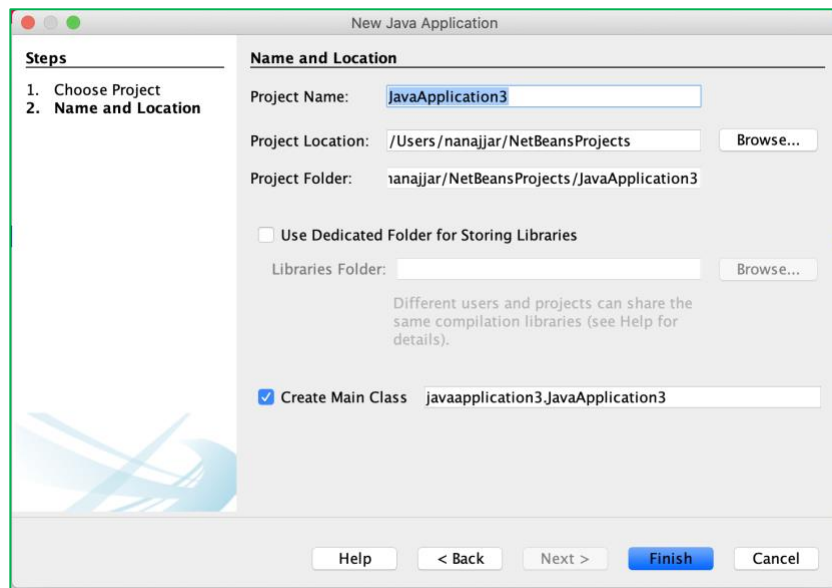 New Java Application
Steps
1. Choose Project
2. Name and Location
Name and Location
Project Name: JavaApplication3
Project Location: /Users/nanajjar/NetBeansProjects Browse...
Project Folder: nanajjar/NetBeansProjects/JavaApplication3
Use Dedicated Folder for Storing Libraries
Libraries Folder: Browse...
Different users and projects can share the
same compilation libraries (see Help for
details).
Create Main Class javaapplication3.JavaApplication3
Help < Back Next > Finish Cancel